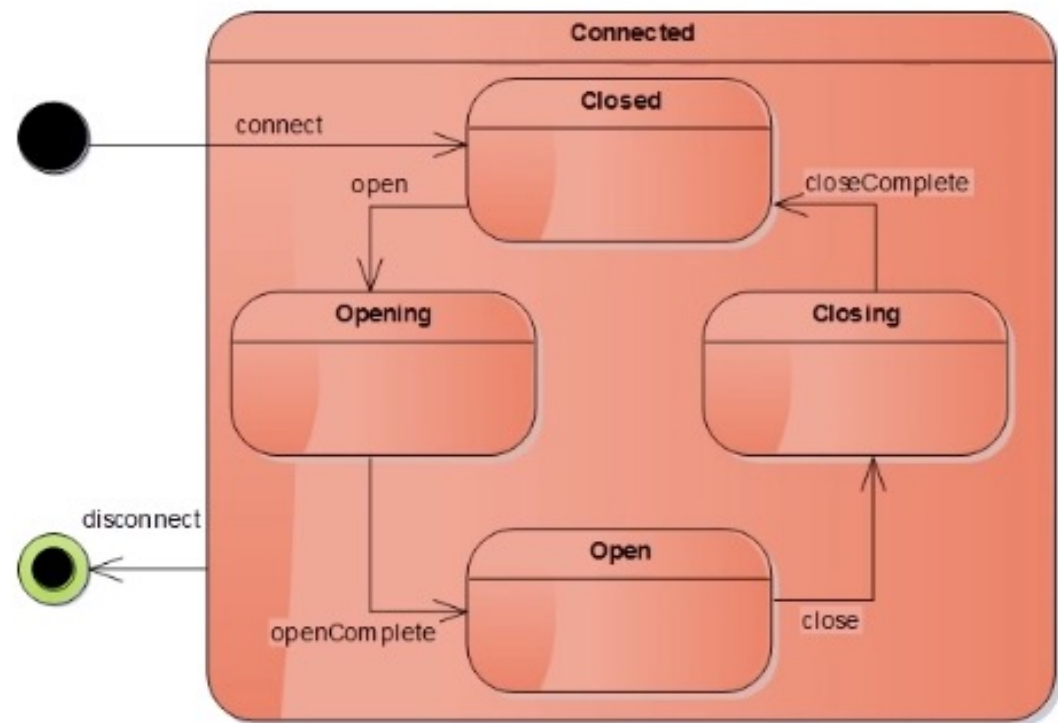 Connected
Closed
connect
open
closeComplete
Opening
Closing
disconnect
Open
openComplete
close